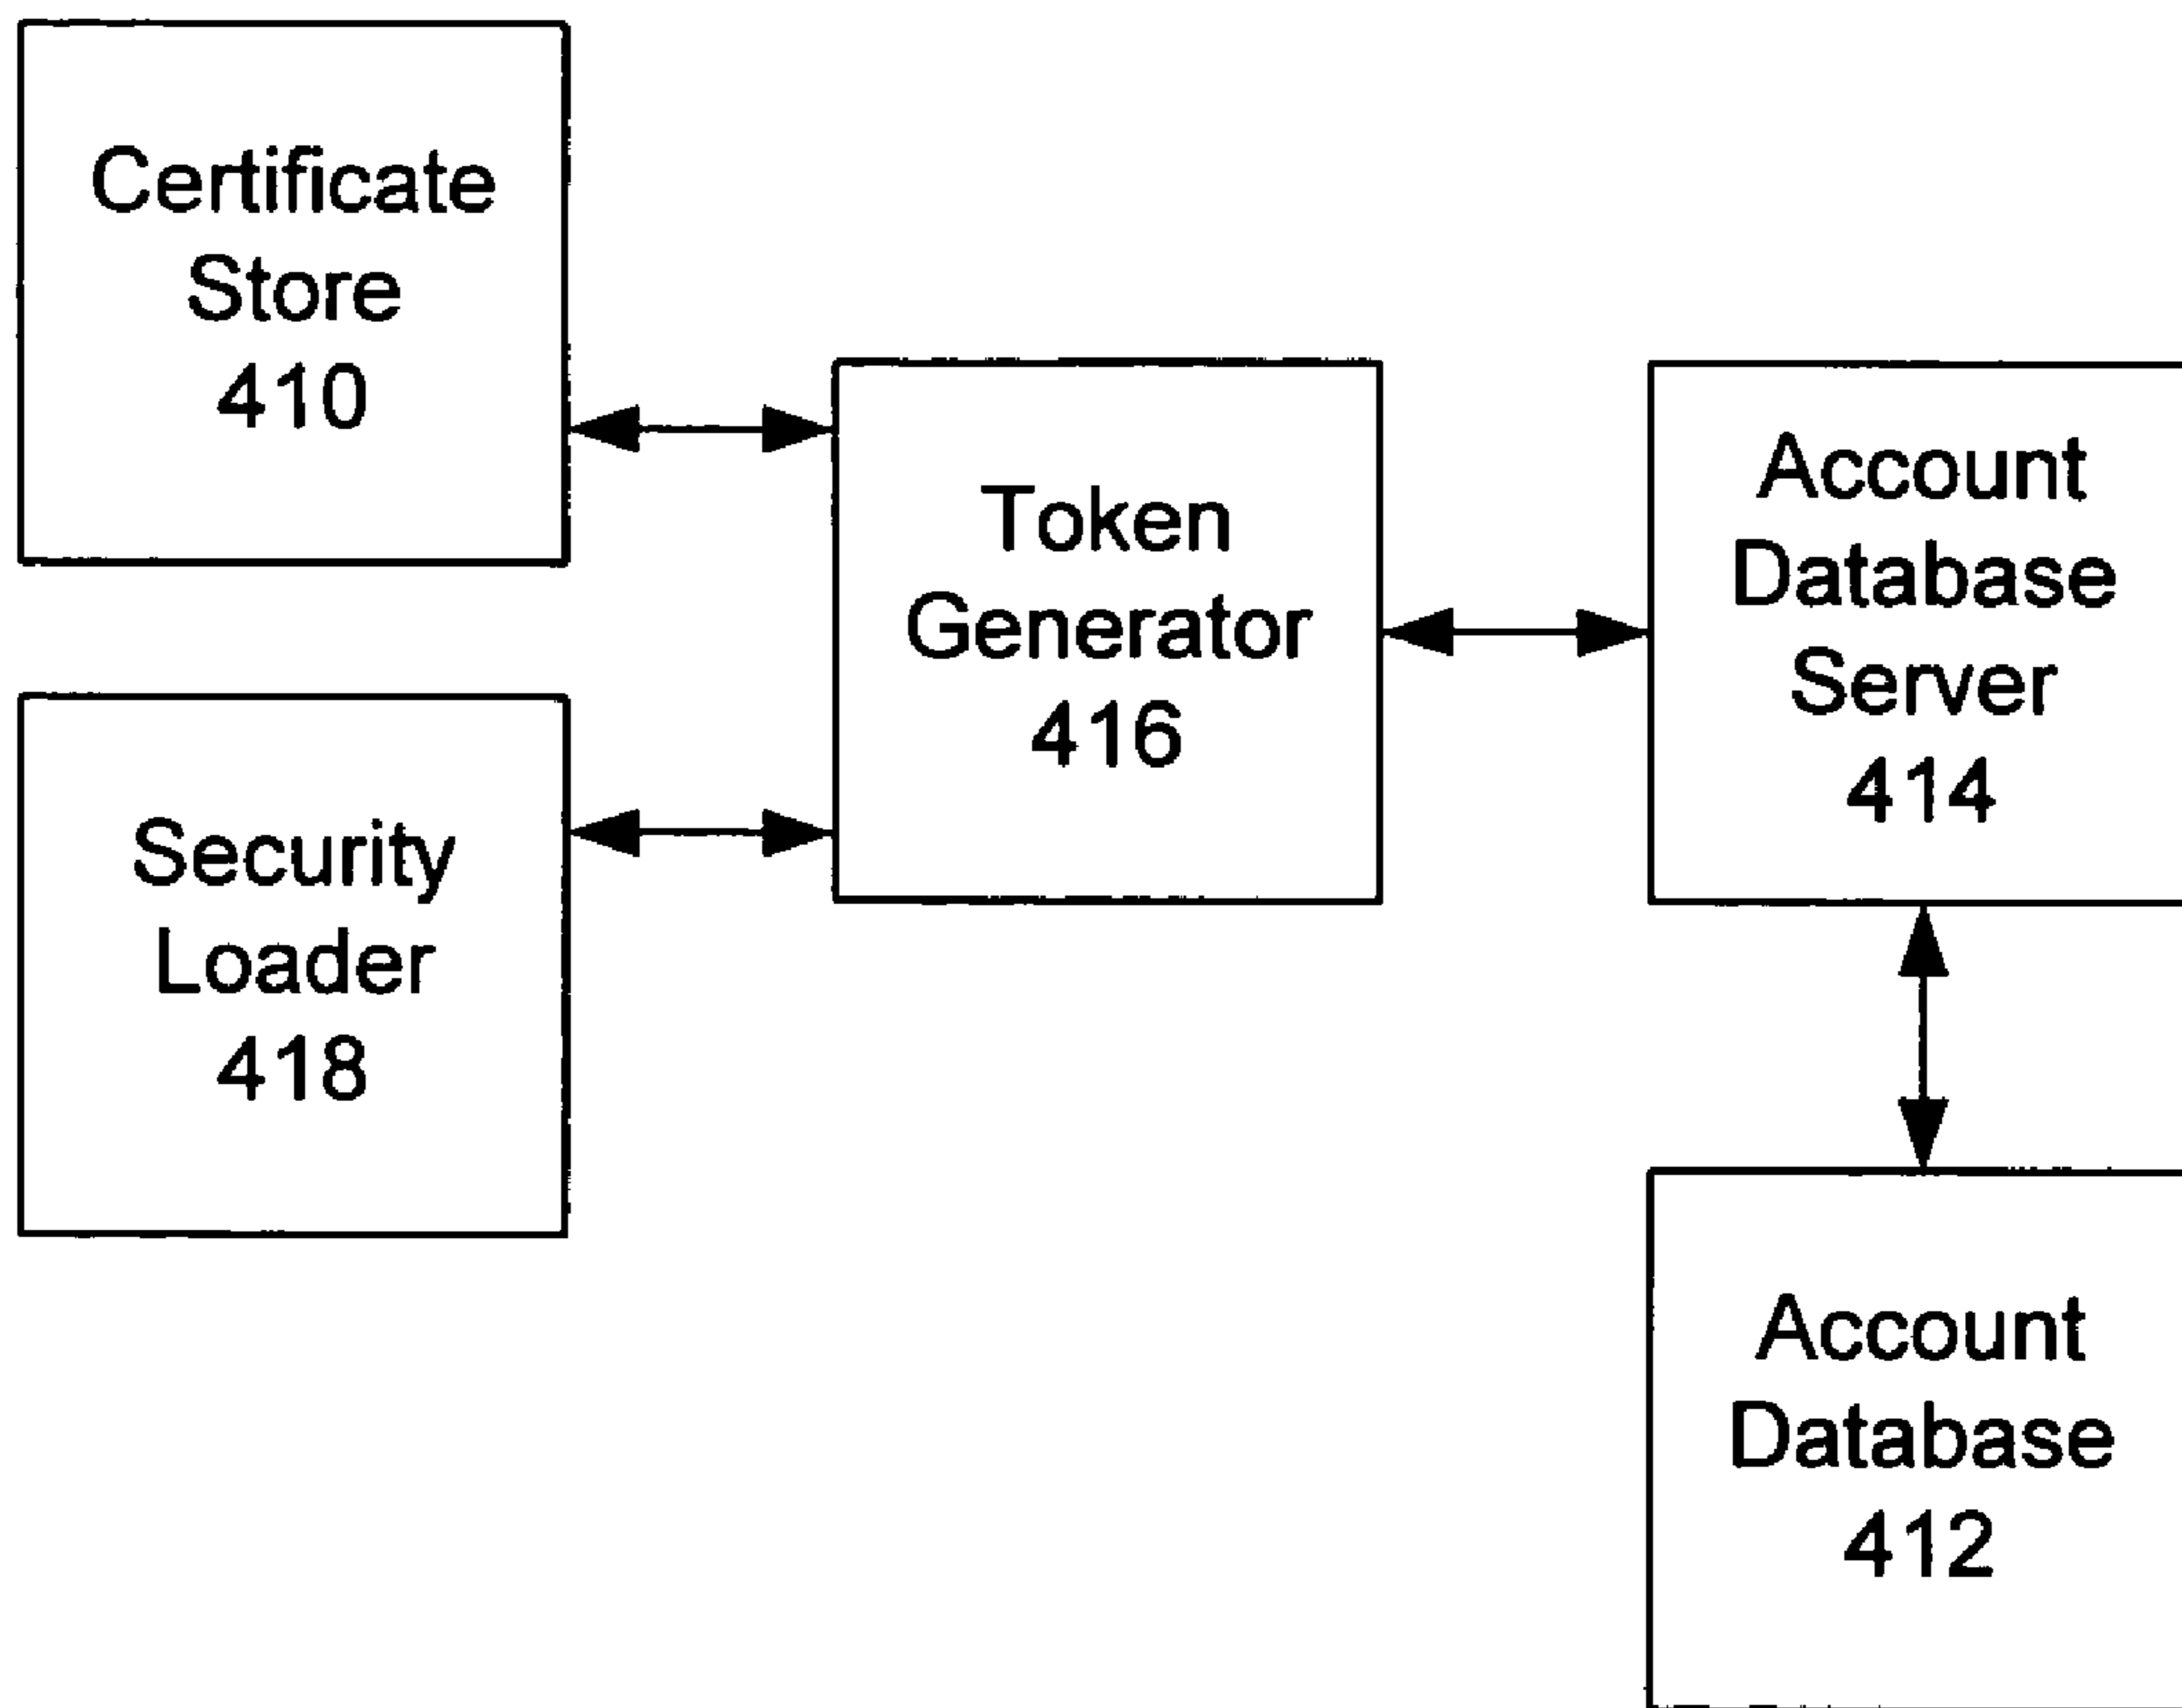 Certificate
Store
410
Token
Generator
416
Account
Database
Server
414
Security
Loader
418
Account
Database
412